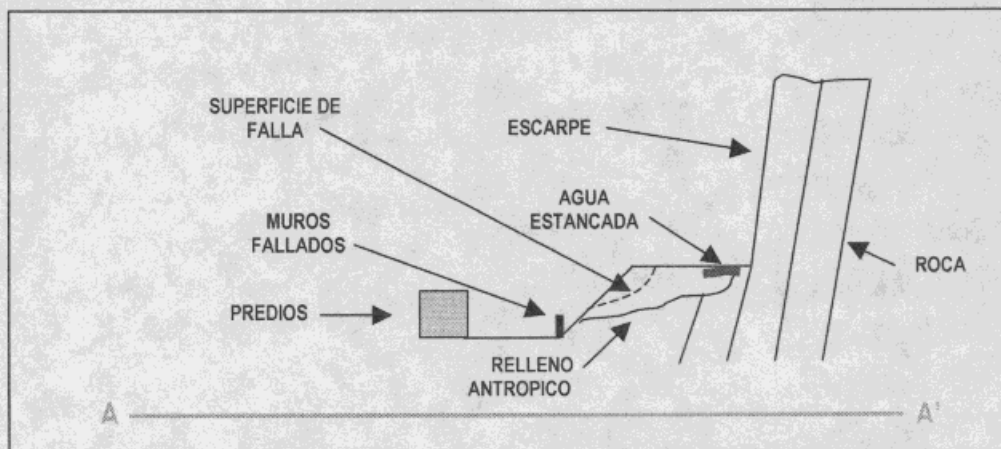 SUPERFICIE DE
FALLA
ESCARPE
AGUA
ESTANCADA
MUROS
FALLADOS
ROCA
PREDIOS
RELLENO
ANTROPICO
A A'